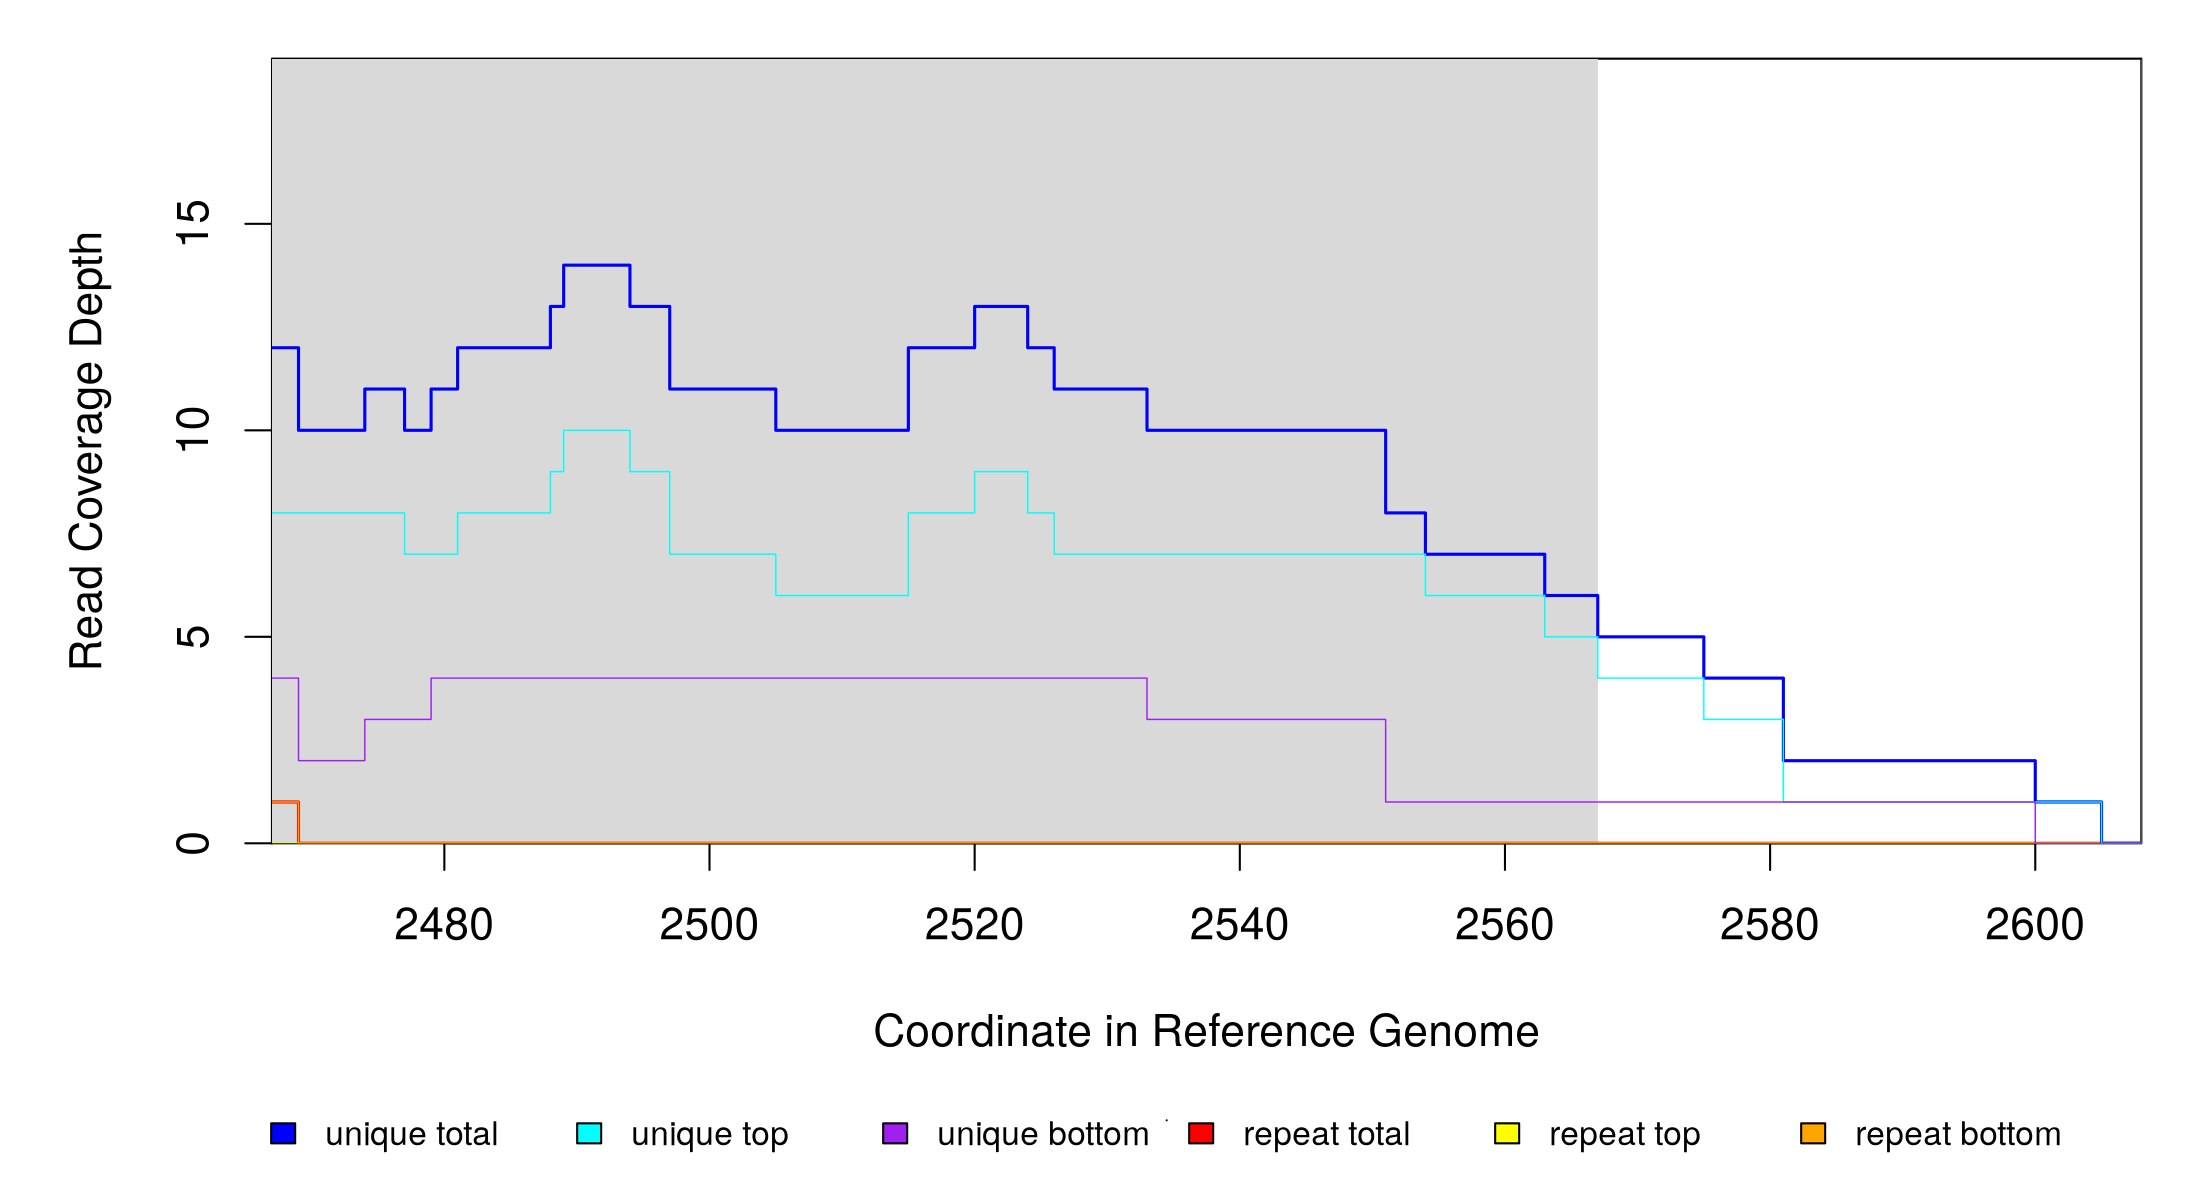 Read Coverage Depth
15
10
5
0
2480 2500 2520 2540 2560 2580 2600
Coordinate in Reference Genome
unique total unique top unique bottom repeat total repeat top repeat bottom